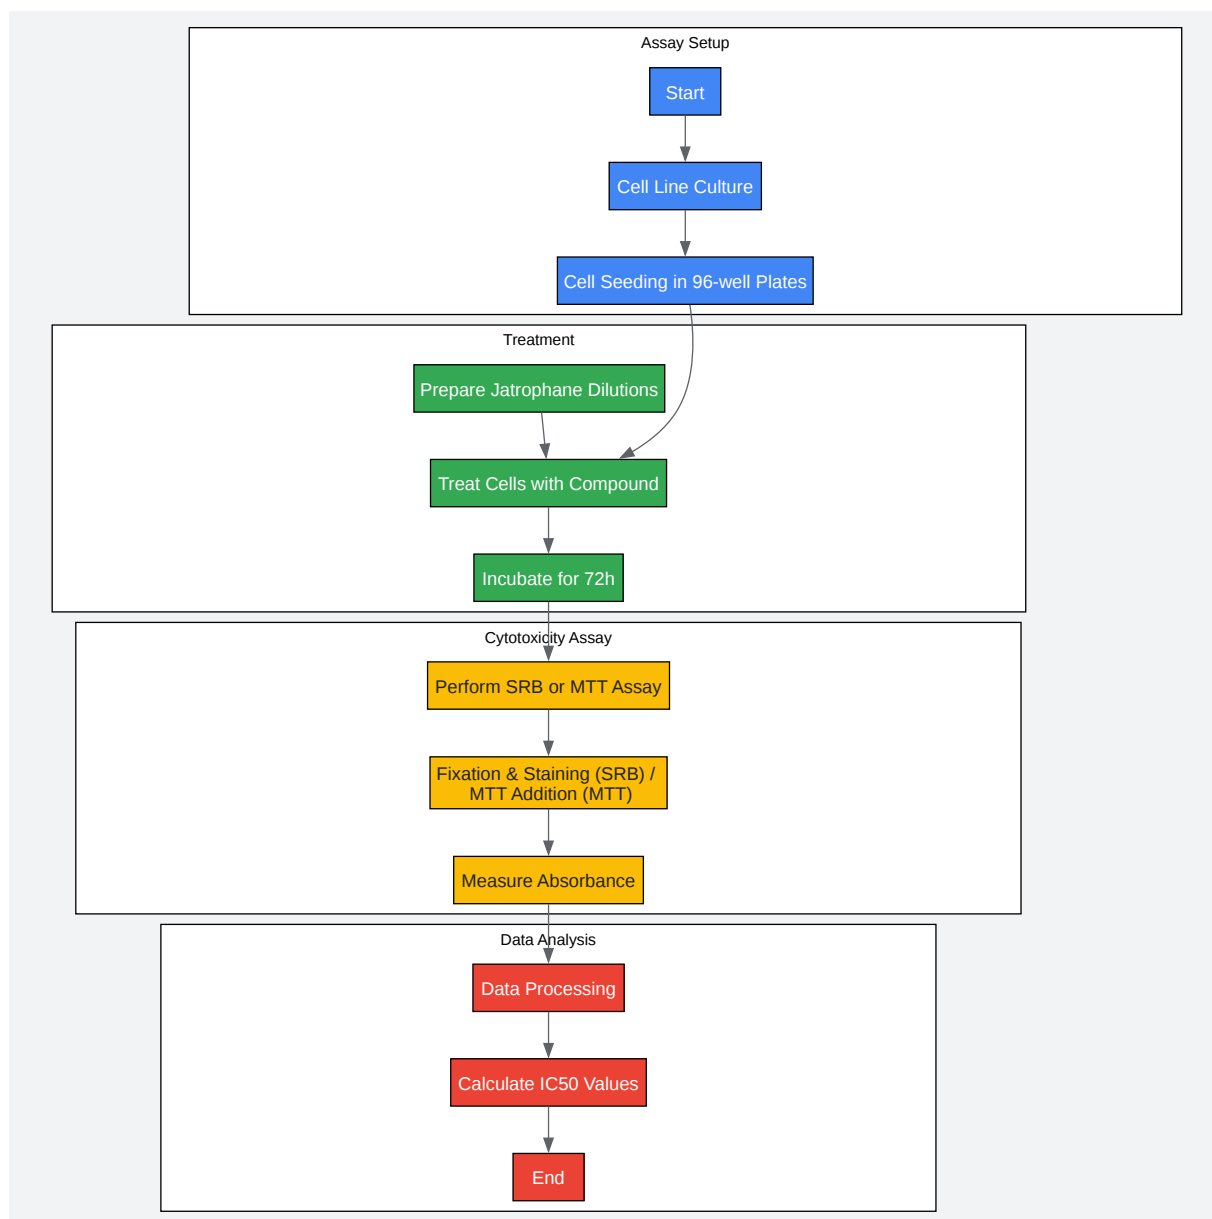 Assay Setup
Start
Cell Line Culture
Cell Seeding in 96-well Plates
Treatment
Prepare Jatrophane Dilutions
Treat Cells with Compound
Incubate for 72h
Cytotoxicity Assay
Perform SRB or MTT Assay
Fixation & Staining (SRB) /
MTT Addition (MTT)
Measure Absorbance
Data Analysis
Data Processing
Calculate IC50 Values
End